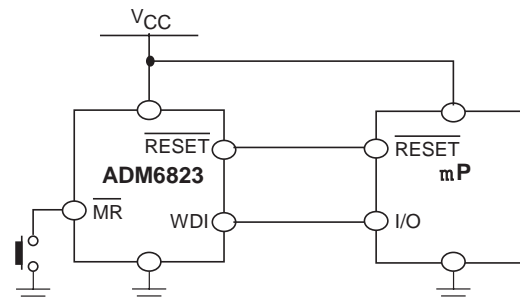 VCC
RESET
RESET
ADM6823
mP
MR
WDI
I/O